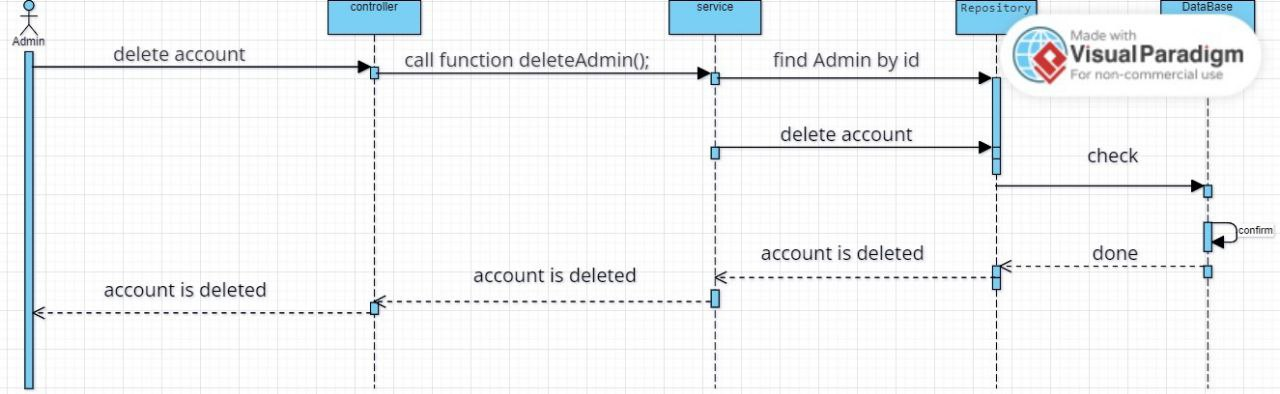 controller
service
Repository
DataBase
Admin
Made with
Visual Paradigm
For non-commercial use
delete account
call function deleteAdmin();
find Admin by id
delete account
check
confirm
done
account is deleted
account is deleted
account is deleted